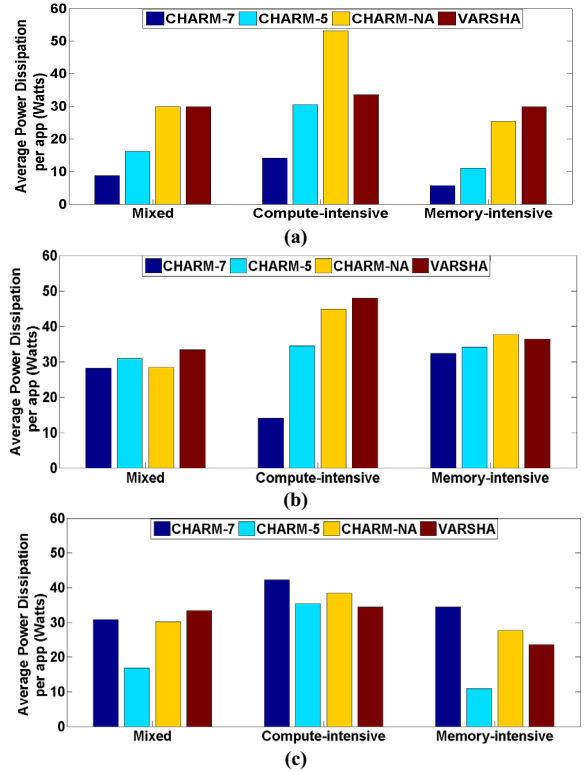 60
50
40
30
20
10
0
Average Power Dissipation
per app (Watts)
CHARM-7 CHARM-5 CHARM-NA VARSHA
Mixed Compute-intensive Memory-intensive
(a)
60
50
40
30
20
10
0
Average Power Dissipation
per app (Watts)
CHARM-7 CHARM-5 CHARM-NA VARSHA
Mixed Compute-intensive Memory-intensive
(b)
60
50
40
30
20
10
0
Average Power Dissipation
per app (Watts)
CHARM-7 CHARM-5 CHARM-NA VARSHA
Mixed Compute-intensive Memory-intensive
(c)